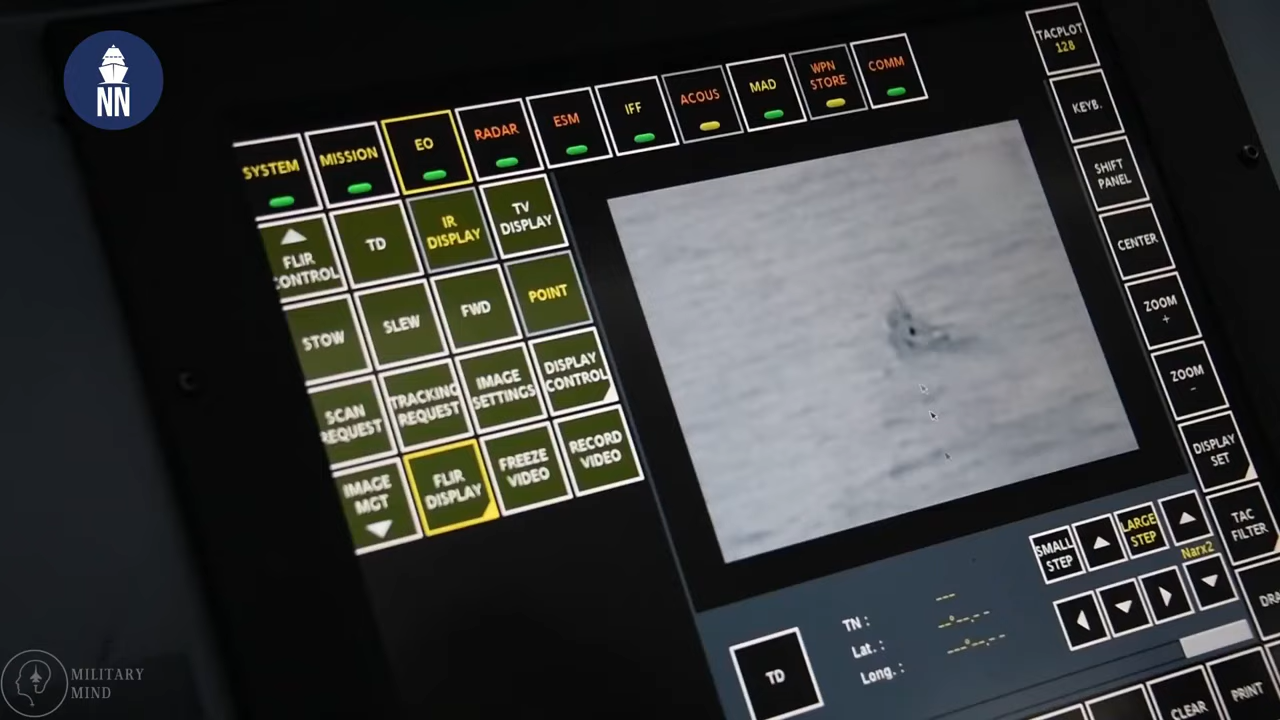 NN
TACPLOT
128
SYSTEM
MISSION
EO
RADAR
ESM
IFF
ACOUS
MAD
WPN
STORE
COMM
KEYB.
FLIR
CONTROL
TD
IR
DISPLAY
TV
DISPLAY
SHIFT
PANEL
STOW
SLEW
FWD
POINT
CENTER
SCAN
REQUEST
TRACKING
REQUEST
IMAGE
SETTINGS
DISPLAY
CONTROL
ZOOM
+
ZOOM
-
IMAGE
MGT
FLIR
DISPLAY
FREEZE
VIDEO
RECORD
VIDEO
DISPLAY
SET
TAC
FILTER
SMALL
STEP
LARGE
STEP
Narx2
TN : ---
Lat. : --°--.--
Long. : ---°--.--
TD
CLEAR
PRINT
MILITARY
MIND